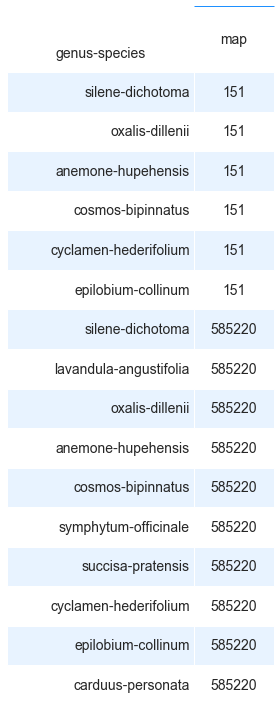 map
genus-species
silene-dichotoma 151
oxalis-dillenii 151
anemone-hupehensis 151
cosmos-bipinnatus 151
cyclamen-hederifolium 151
epilobium-collinum 151
silene-dichotoma 585220
lavandula-angustifolia 585220
oxalis-dillenii 585220
anemone-hupehensis 585220
cosmos-bipinnatus 585220
symphytum-officinale 585220
succisa-pratensis 585220
cyclamen-hederifolium 585220
epilobium-collinum 585220
carduus-personata 585220